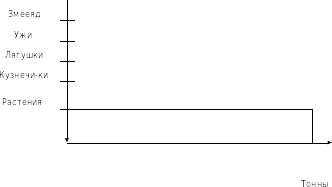 Змееяд
Ужи
Лягушки
Кузнечи-ки
Растения
Тонны